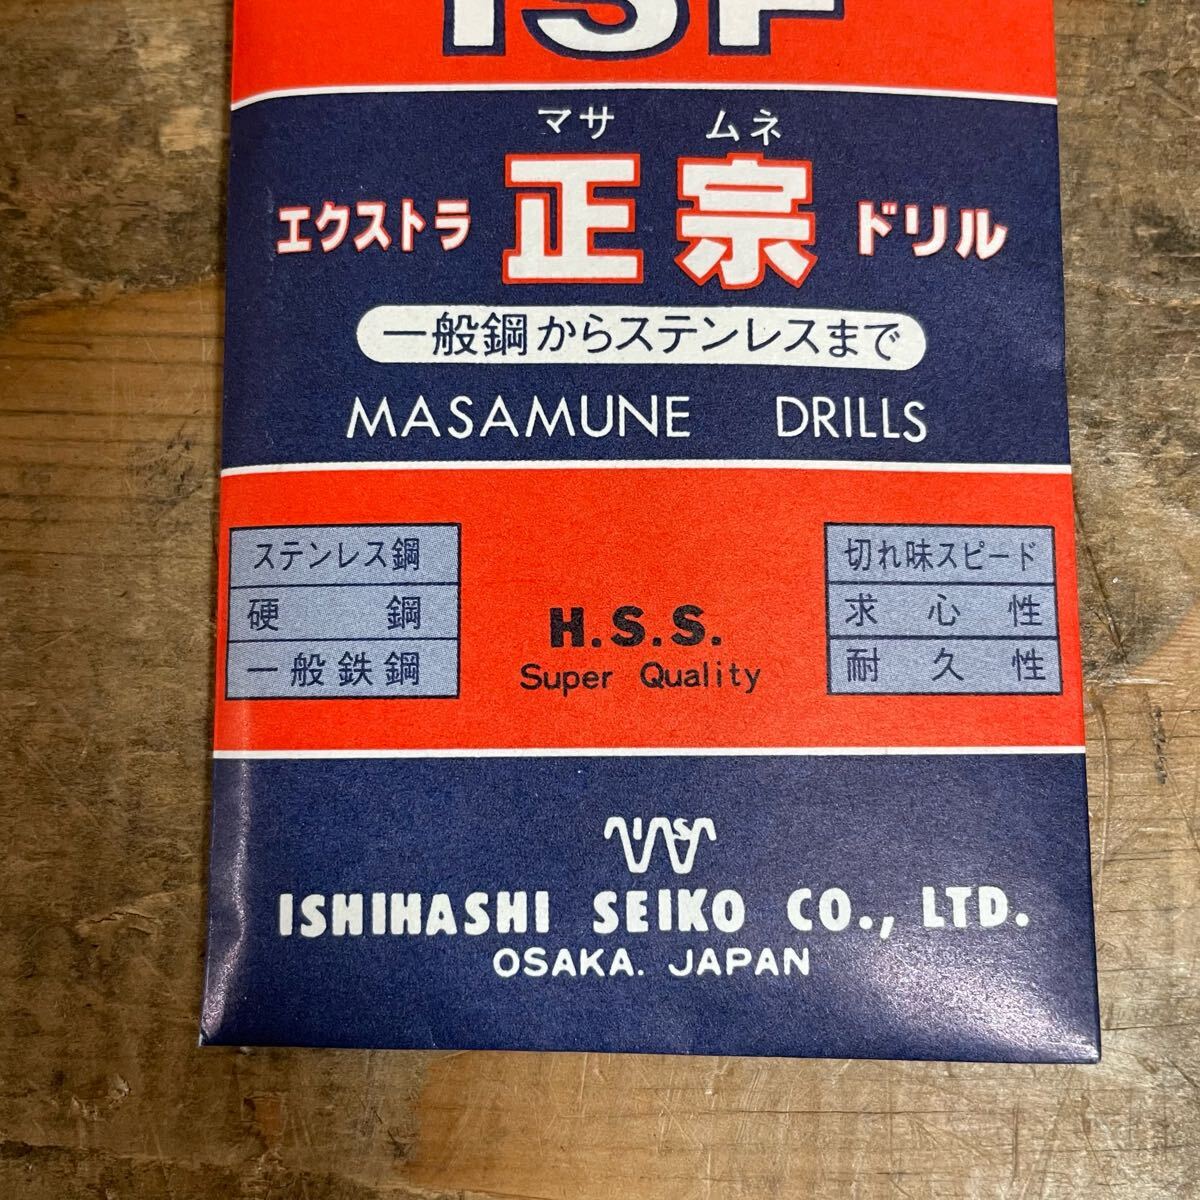 マサ ムネ
エクストラ 正宗 ドリル
一般鋼からステンレスまで
MASAMUNE DRILLS
ステンレス鋼
硬鋼
一般鉄鋼
H.S.S.
Super Quality
切れ味スピード
求心性
耐久性
ISHIHASHI SEIKO CO., LTD.
OSAKA. JAPAN